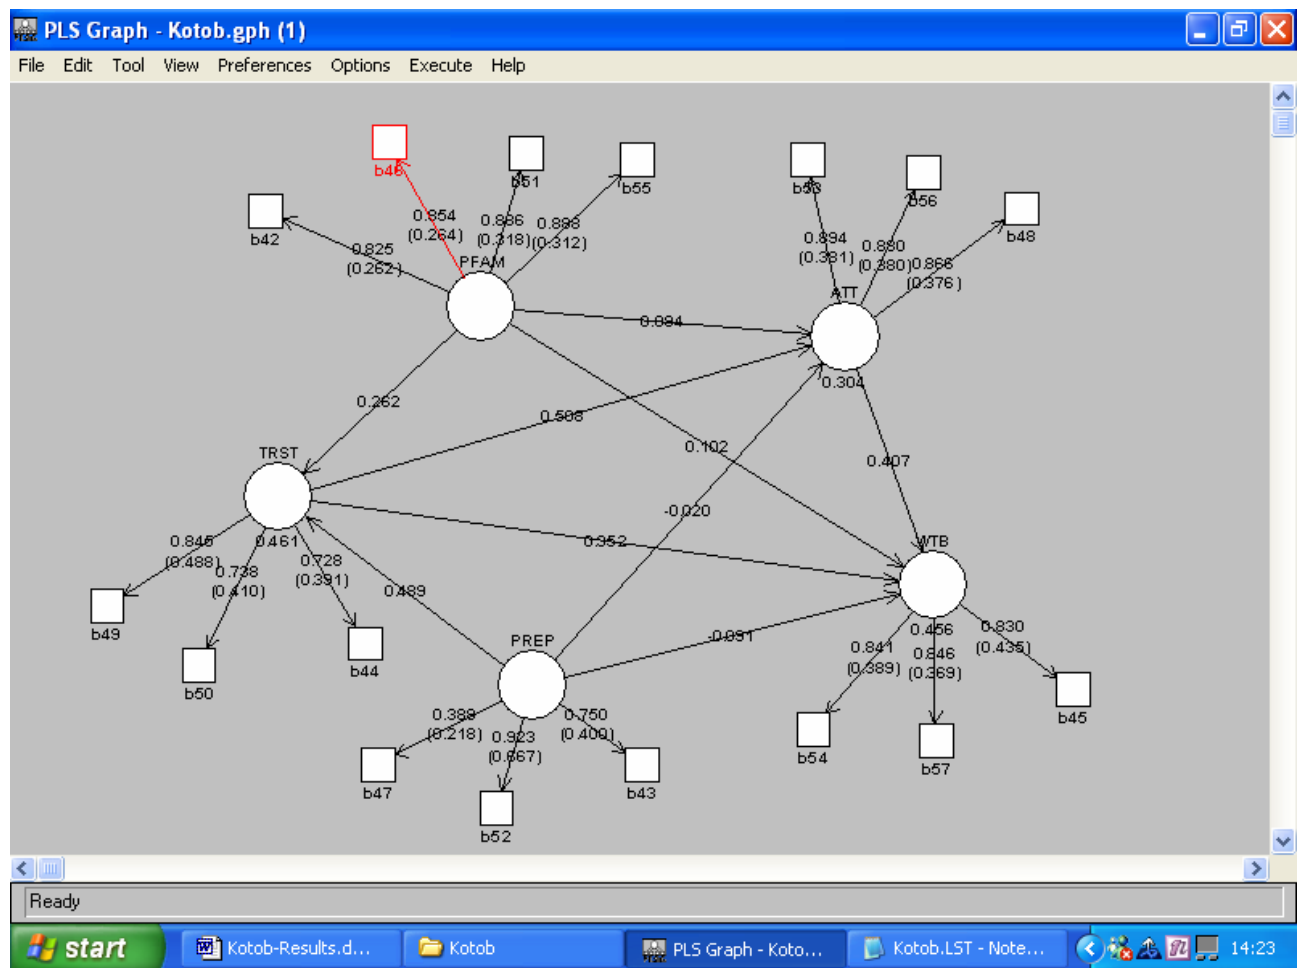 PLS Graph - Kotob.gph (1)
File Edit Tool View Preferences Options Execute Help
b46
b51
b55
b53
b56
b42
b48
0.854
(0.264)
0.886
(0.318)
0.888
(0.312)
0.825
(0.262)
0.894
(0.381)
0.880
(0.380)
0.866
(0.376)
PFAM
ATT
0.094
0.304
0.262
0.508
0.102
0.407
TRST
-0.020
0.461
0.352
WTB
0.846
(0.488)
0.738
(0.410)
0.728
(0.391)
0.489
b49
b50
b44
PREP
-0.091
0.456
0.841
(0.389)
0.846
(0.369)
0.830
(0.435)
0.388
(0.218)
0.923
(0.667)
0.750
(0.400)
b47
b52
b43
b54
b57
b45
Ready
start Kotob-Results.d... Kotob PLS Graph - Koto... Kotob.LST - Note... 14:23